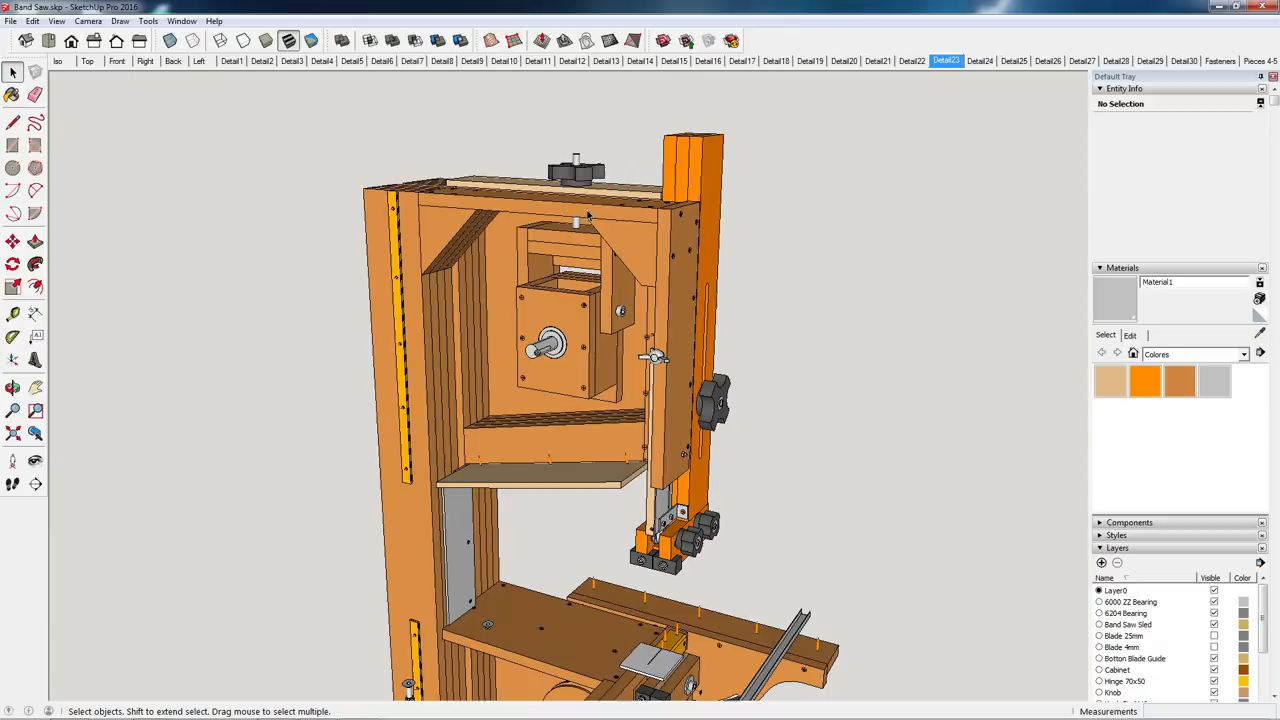 Band Saw.skp - SketchUp Pro 2016
File Edit View Camera Draw Tools Window Help
Iso Top Front Right Back Left Detail1 Detail2 Detail3 Detail4 Detail5 Detail6 Detail7 Detail8 Detail9 Detail10 Detail11 Detail12 Detail13 Detail14 Detail15 Detail16 Detail17 Detail18 Detail19 Detail20 Detail21 Detail22 Detail23 Detail24 Detail25 Detail26 Detail27 Detail28 Detail29 Detail30 Fasteners Pieces 4-5
Default Tray
Entity Info
No Selection
Materials
Material1
Select Edit
Colores
Components
Styles
Layers
Name Visible Color
Layer0
6000 ZZ Bearing
6204 Bearing
Band Saw Sled
Blade 25mm
Blade 4mm
Botton Blade Guide
Cabinet
Hinge 70x50
Knob
Select objects. Shift to extend select. Drag mouse to select multiple.
Measurements